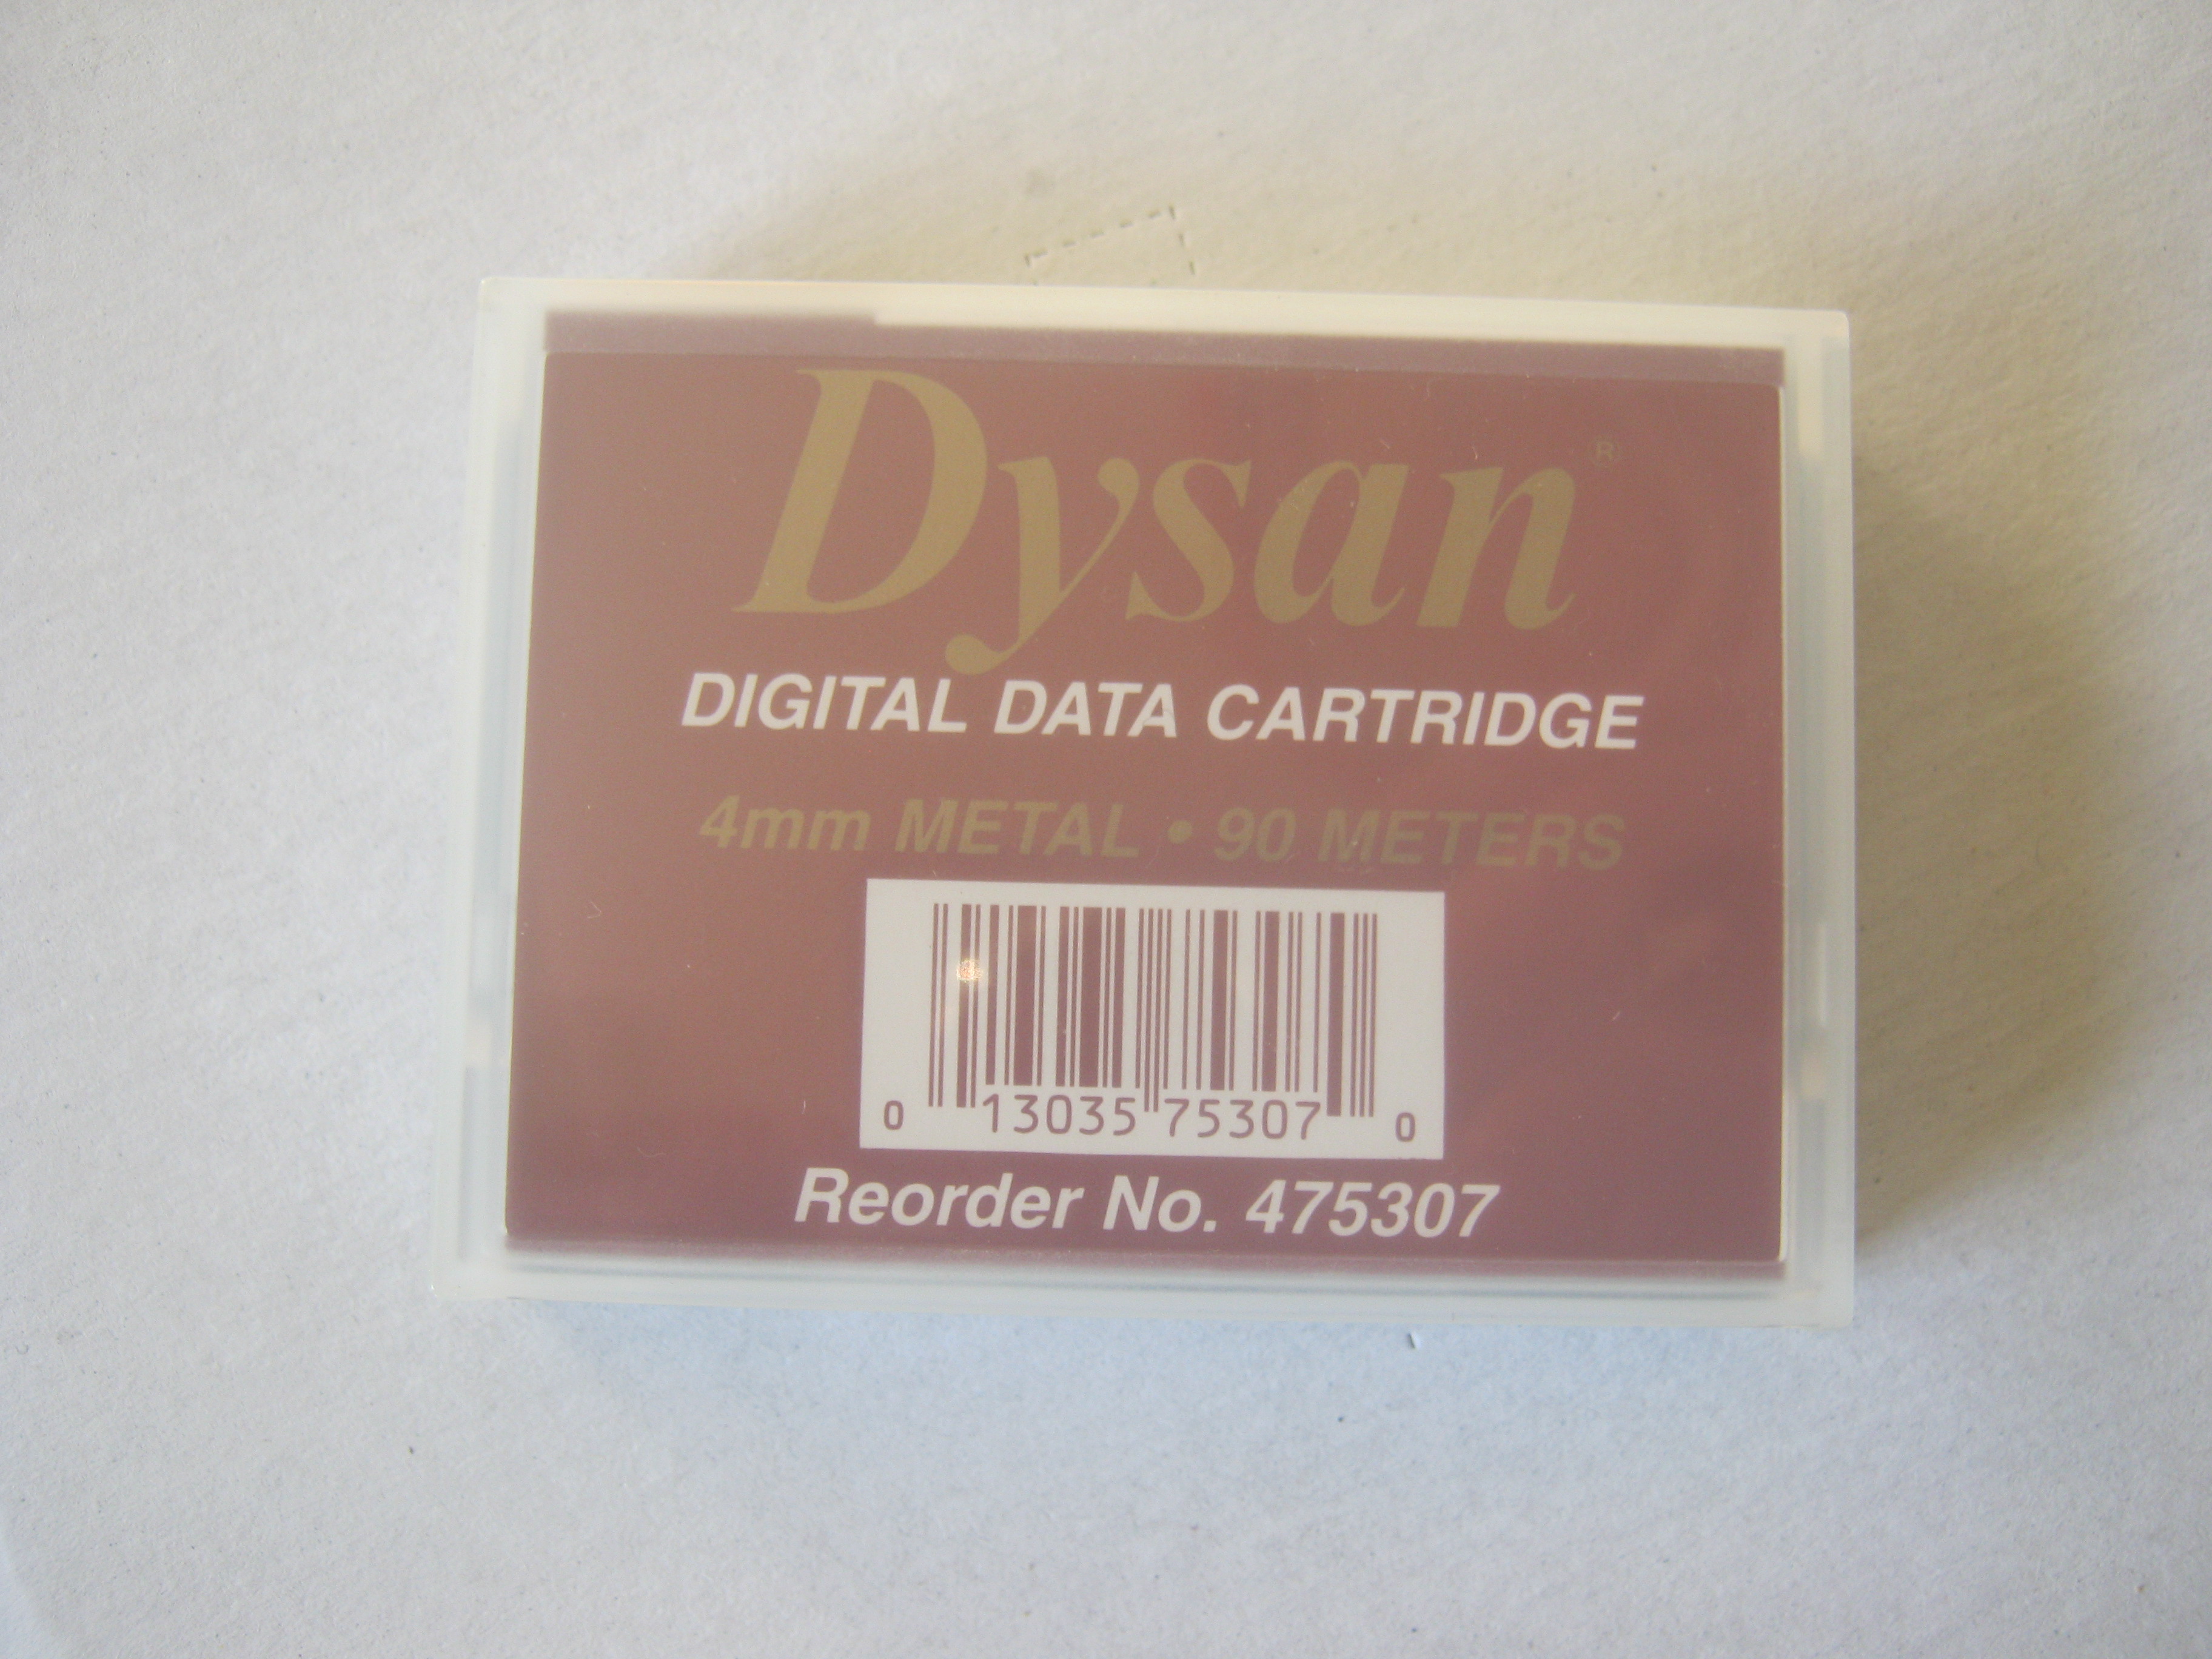 Dysan®
DIGITAL DATA CARTRIDGE
4mm METAL • 90 METERS
0 13035 75307 0
Reorder No. 475307